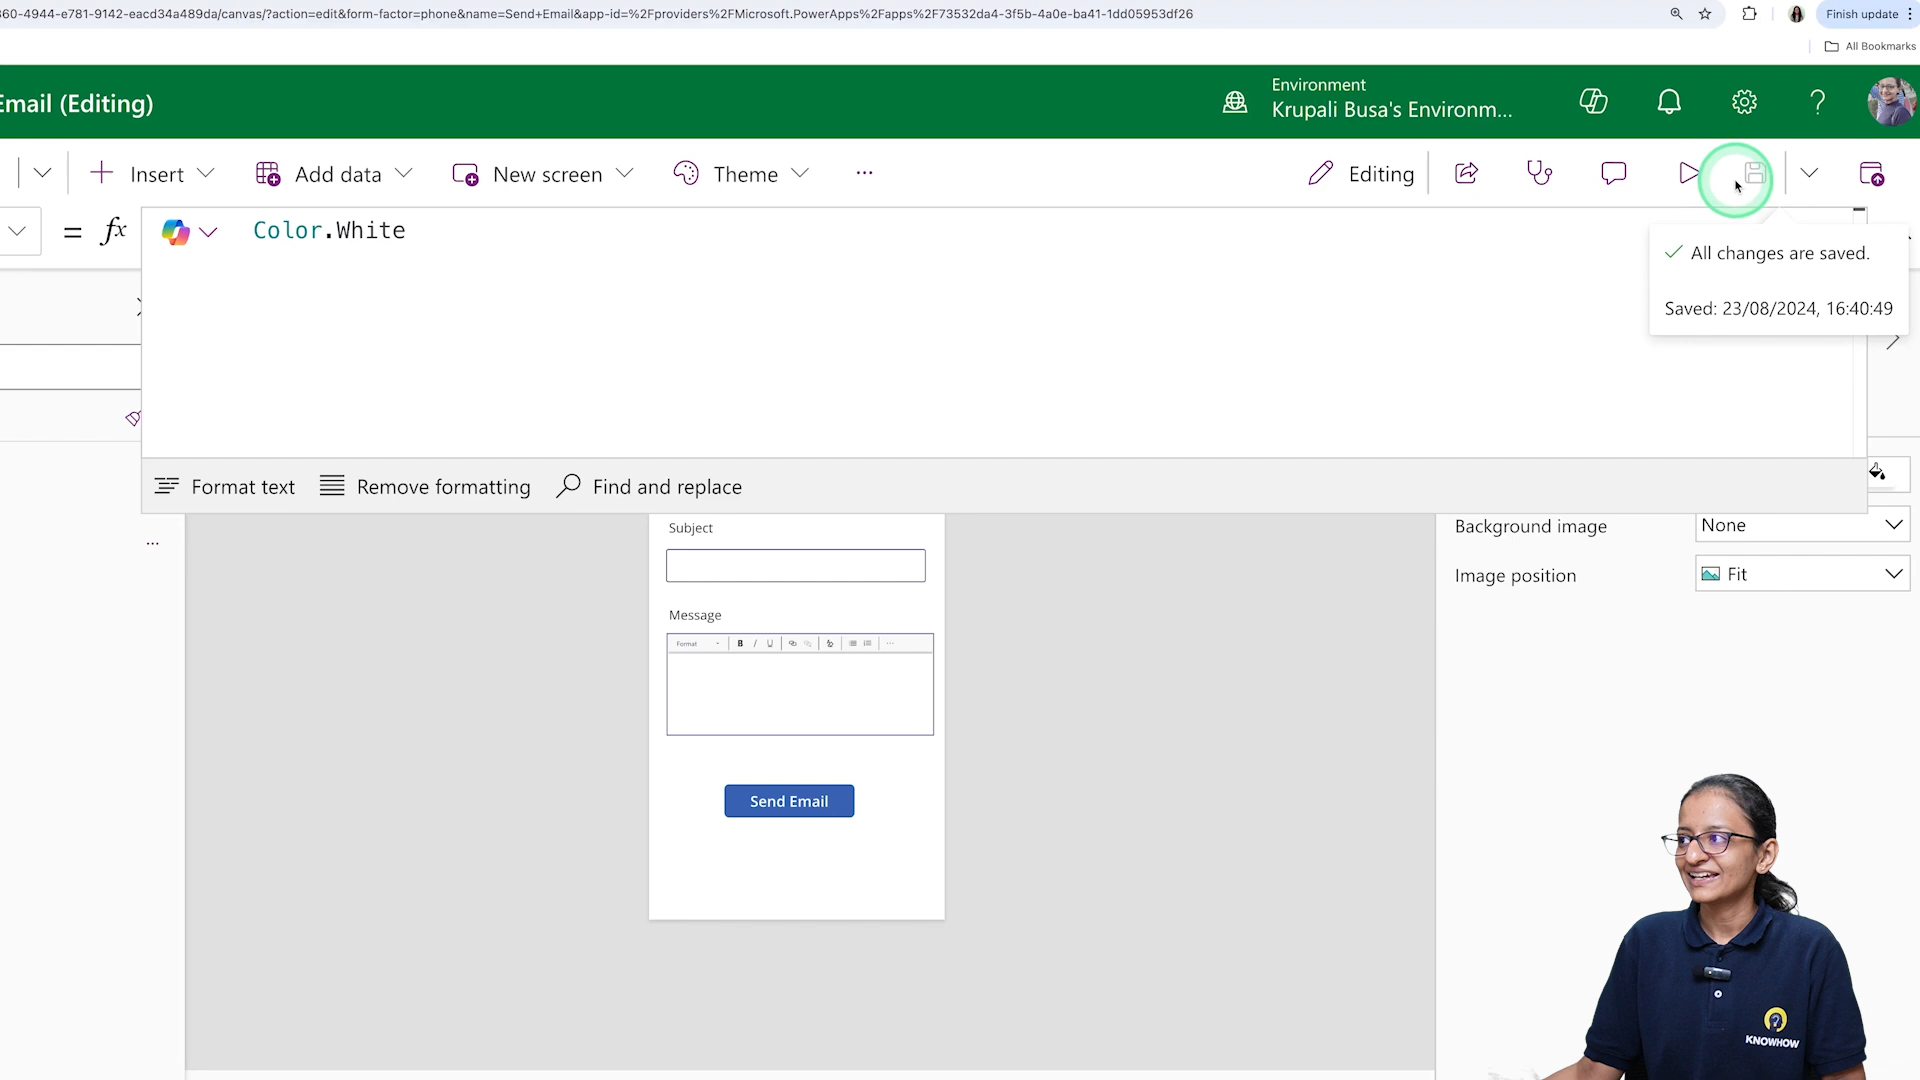 360-4944-e781-9142-eacd34a489da/canvas/?action=edit&form-factor=phone&name=Send+Email&app-id=%2Fproviders%2FMicrosoft.PowerApps%2Fapps%2F73532da4-3f5b-4a0e-ba41-1dd05953df26
Finish update
All Bookmarks
Email (Editing)
Environment
Krupali Busa's Environm...
?
Insert
Add data
New screen
Theme
...
Editing
= fx
Color.White
All changes are saved.
Saved: 23/08/2024, 16:40:49
Format text
Remove formatting
Find and replace
...
Subject
Background image
None
Image position
Fit
Message
Format
B / U
...
Send Email
KNOWHOW